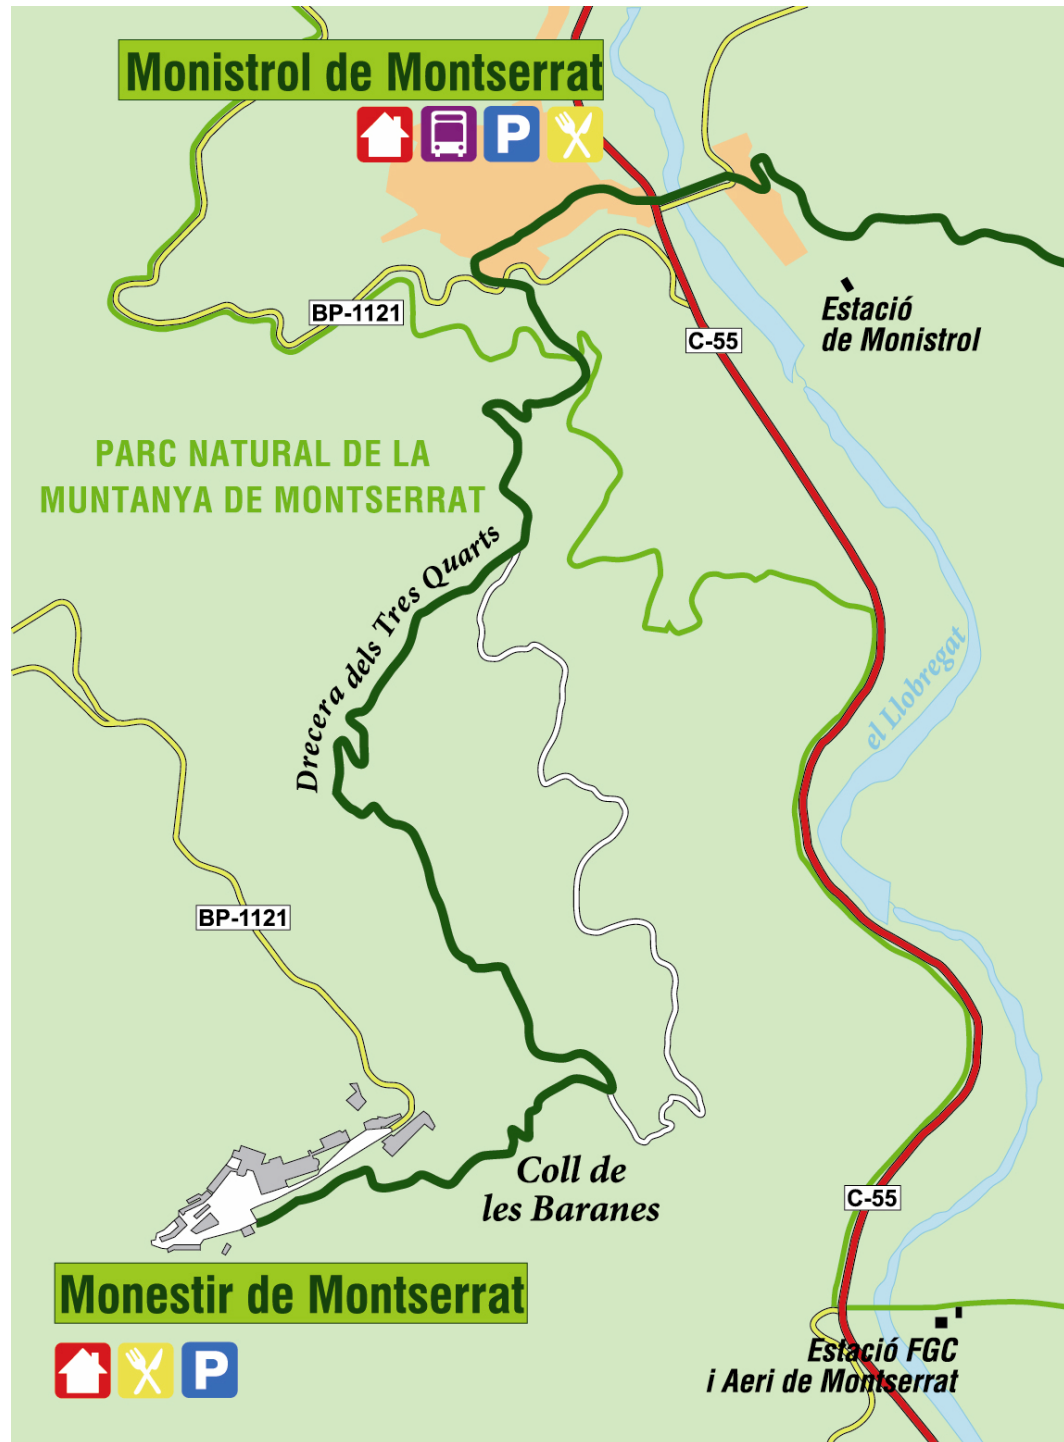 Monistrol de Montserrat
P
BP-1121
Estació
de Monistrol
C-55
PARC NATURAL DE LA
MUNTANYA DE MONTSERRAT
Drecera dels Tres Quarts
el Llobregat
BP-1121
Coll de
les Baranes
C-55
Monestir de Montserrat
P
Estació FGC
i Aeri de Montserrat